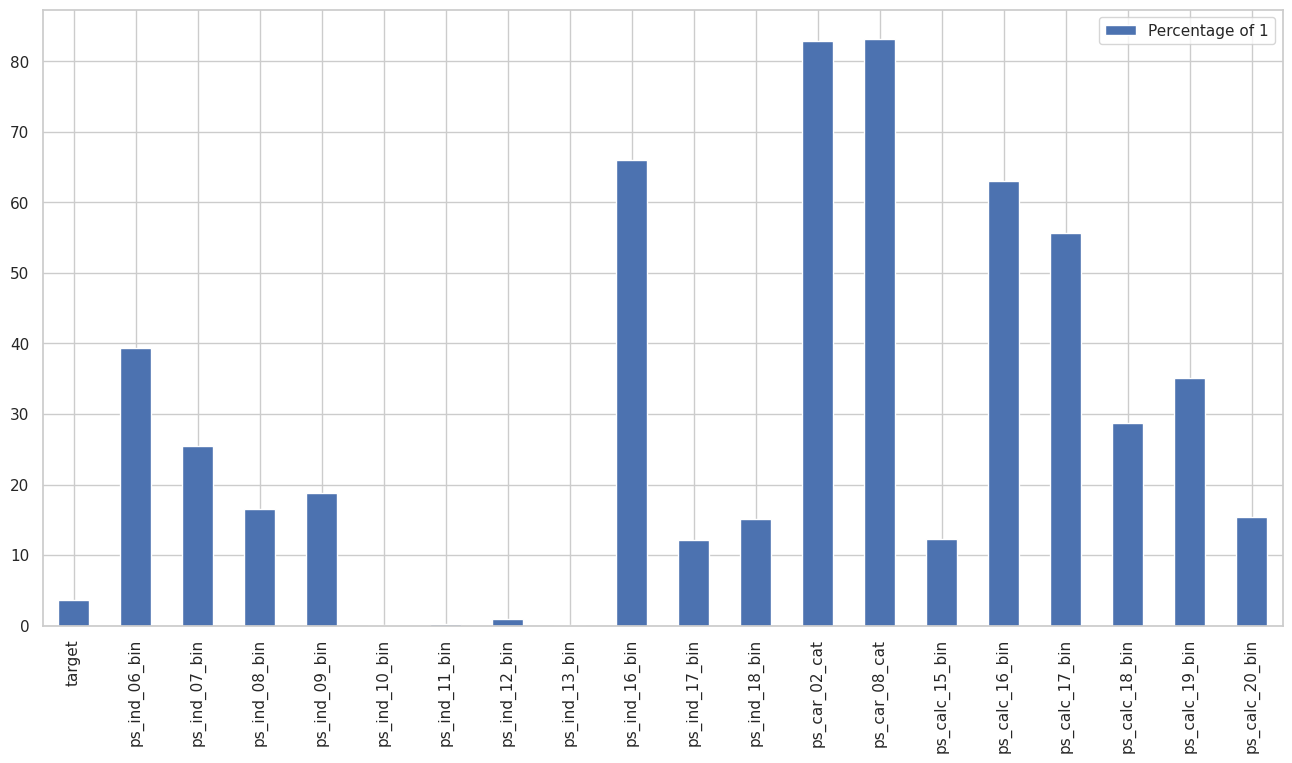 Percentage of 1
80
70
60
50
40
30
20
10
0
target
ps_ind_06_bin
ps_ind_07_bin
ps_ind_08_bin
ps_ind_09_bin
ps_ind_10_bin
ps_ind_11_bin
ps_ind_12_bin
ps_ind_13_bin
ps_ind_16_bin
ps_ind_17_bin
ps_ind_18_bin
ps_car_02_cat
ps_car_08_cat
ps_calc_15_bin
ps_calc_16_bin
ps_calc_17_bin
ps_calc_18_bin
ps_calc_19_bin
ps_calc_20_bin